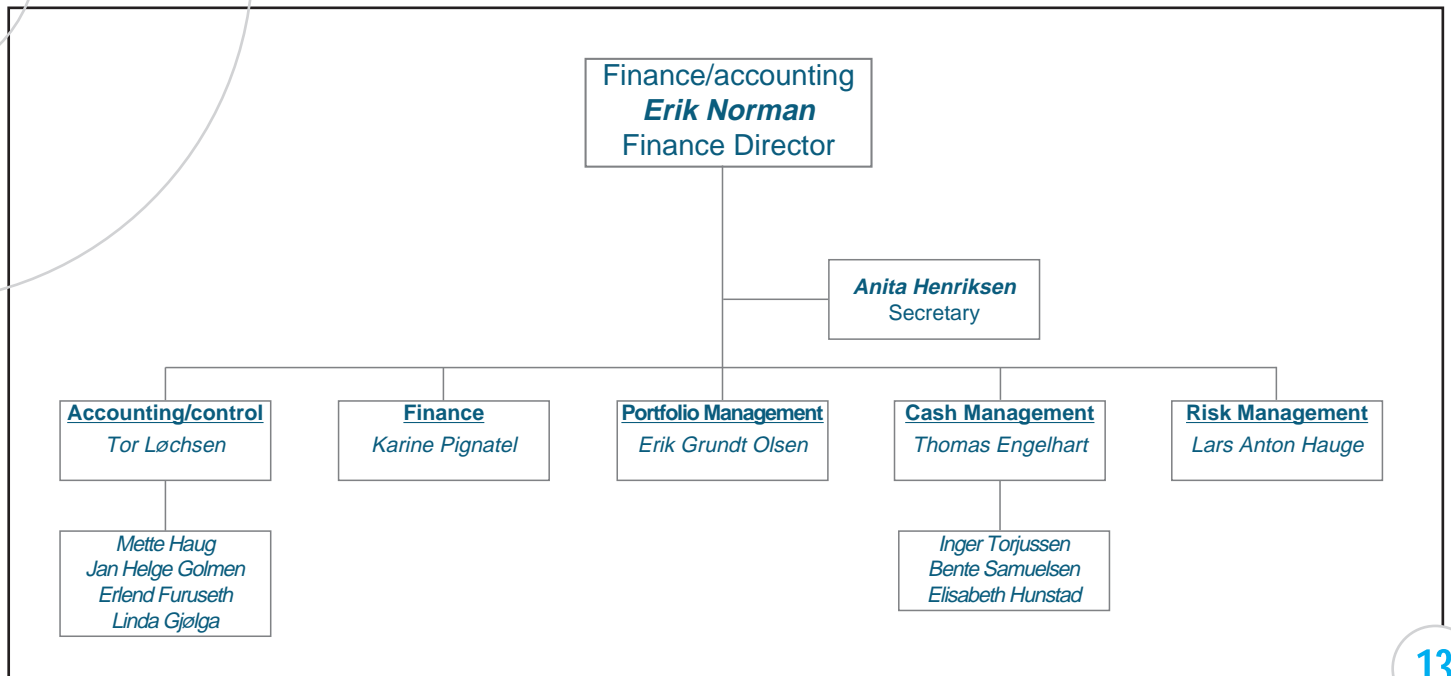 Finance/accounting
Erik Norman
Finance Director
Anita Henriksen
Secretary
Accounting/control
Tor Løchsen
Finance
Karine Pignatel
Portfolio Management
Erik Grundt Olsen
Cash Management
Thomas Engelhart
Risk Management
Lars Anton Hauge
Mette Haug
Jan Helge Golmen
Erlend Furuseth
Linda Gjølga
Inger Torjussen
Bente Samuelsen
Elisabeth Hunstad
13